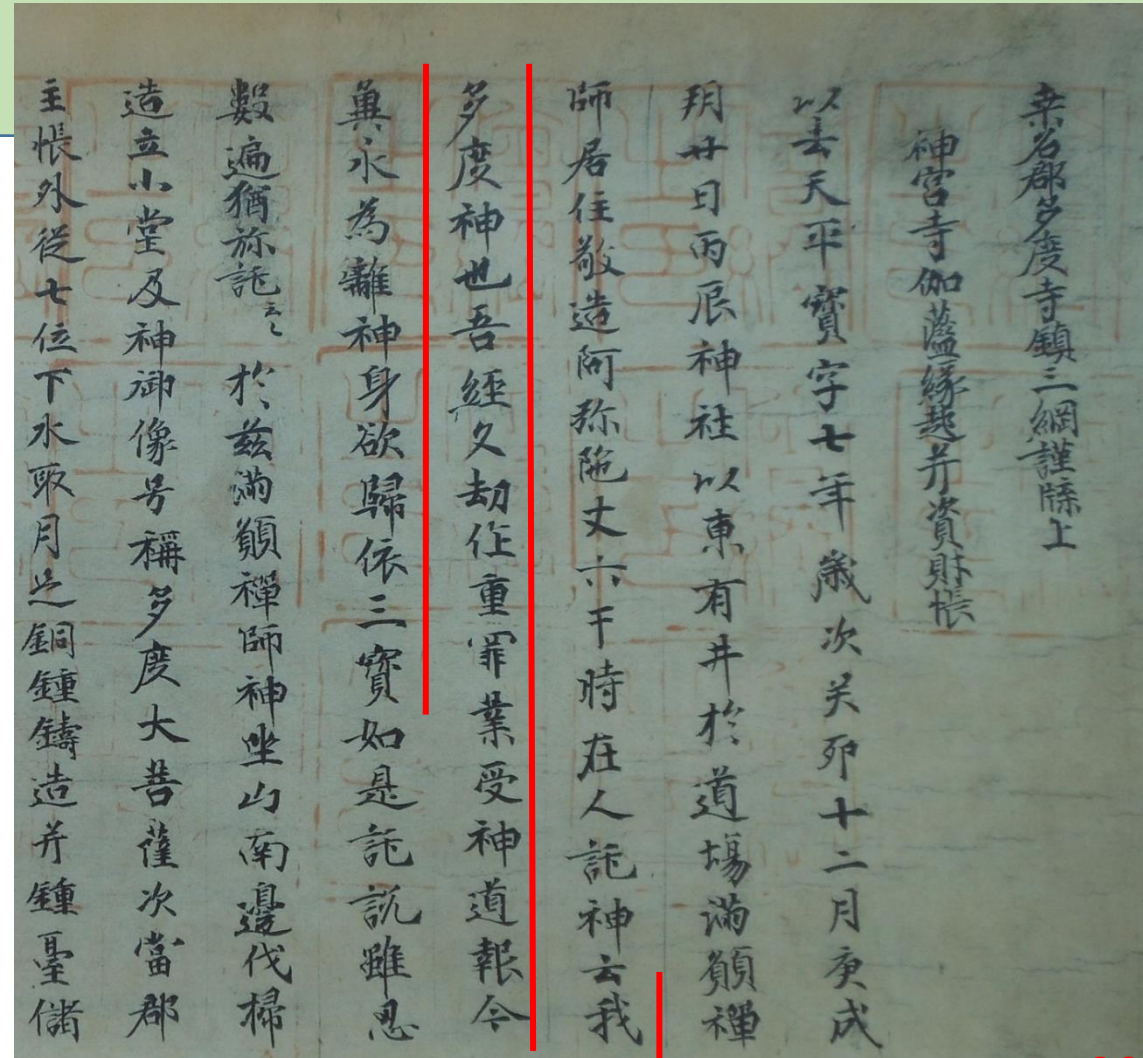 桒名郡多度寺鎮三綱謹牒上
神宮寺伽藍縁起并資財帳
以去天平寳字七年歳次癸卯十二月庚戌
朔廿日丙辰神社以東有井於道場満願禪
師居住敬造阿弥陁丈六于時在人託神云我
多度神也吾經久劫作重罪業受神道報今
冀永為離神身欲歸依三寳如是託訖雖忍
數遍猶弥託云々於茲満願禪師神坐山南邊伐掃
造立小堂及神御像号稱多度大菩薩次當郡
主帳外従七位下水取月足銅鍾鑄造并鍾臺儲